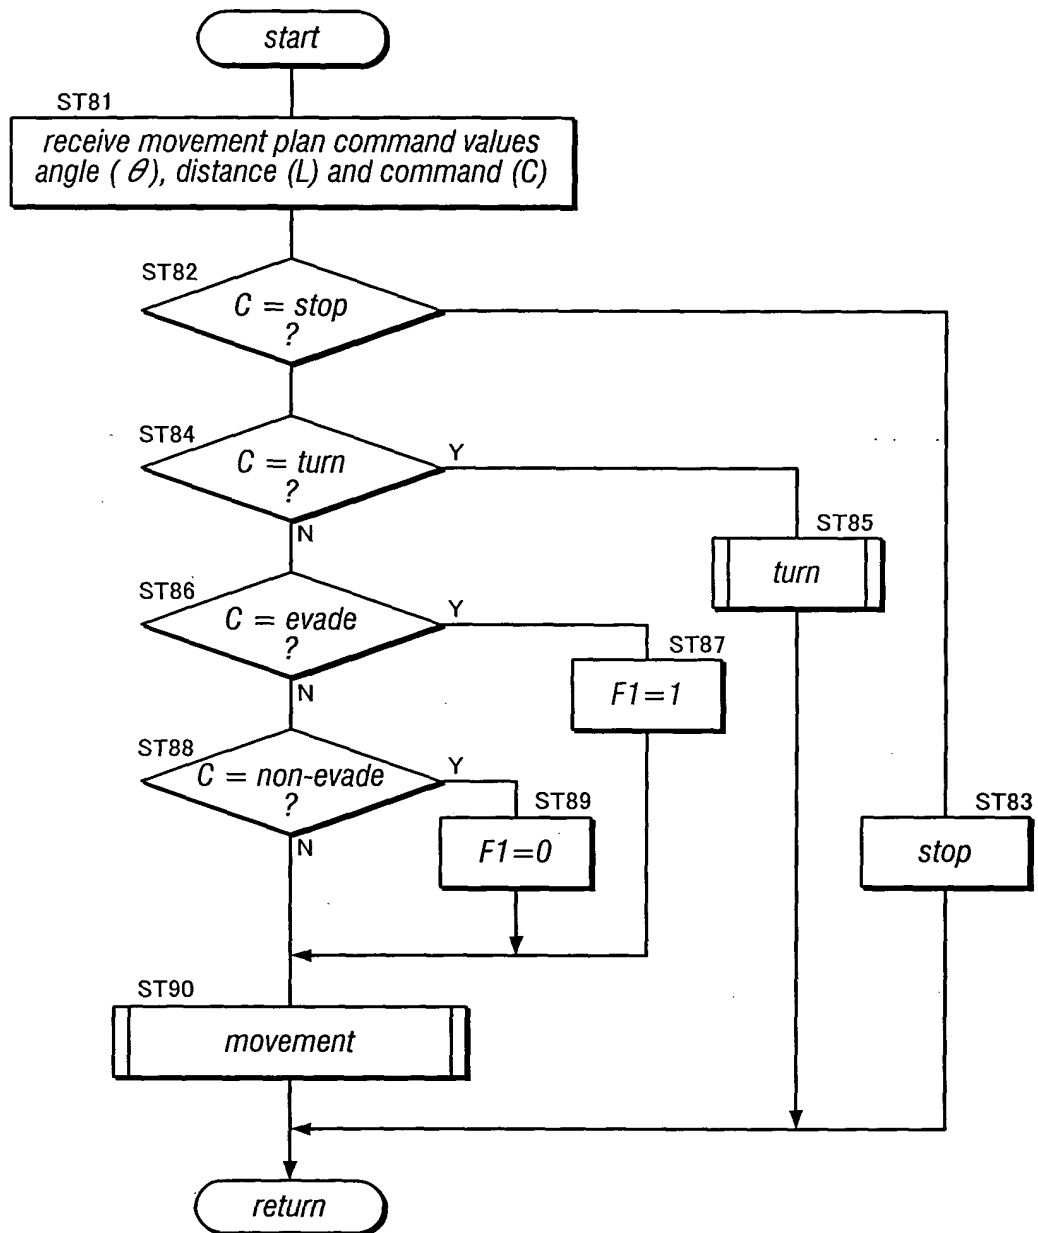 start
ST81
receive movement plan command values
angle ( θ), distance (L) and command (C)
ST82
C = stop
?
ST84
C = turn
?
Y
N
ST85
turn
ST86
C = evade
?
Y
N
ST87
F1=1
ST88
C = non-evade
?
Y
N
ST89
F1=0
ST83
stop
ST90
movement
return